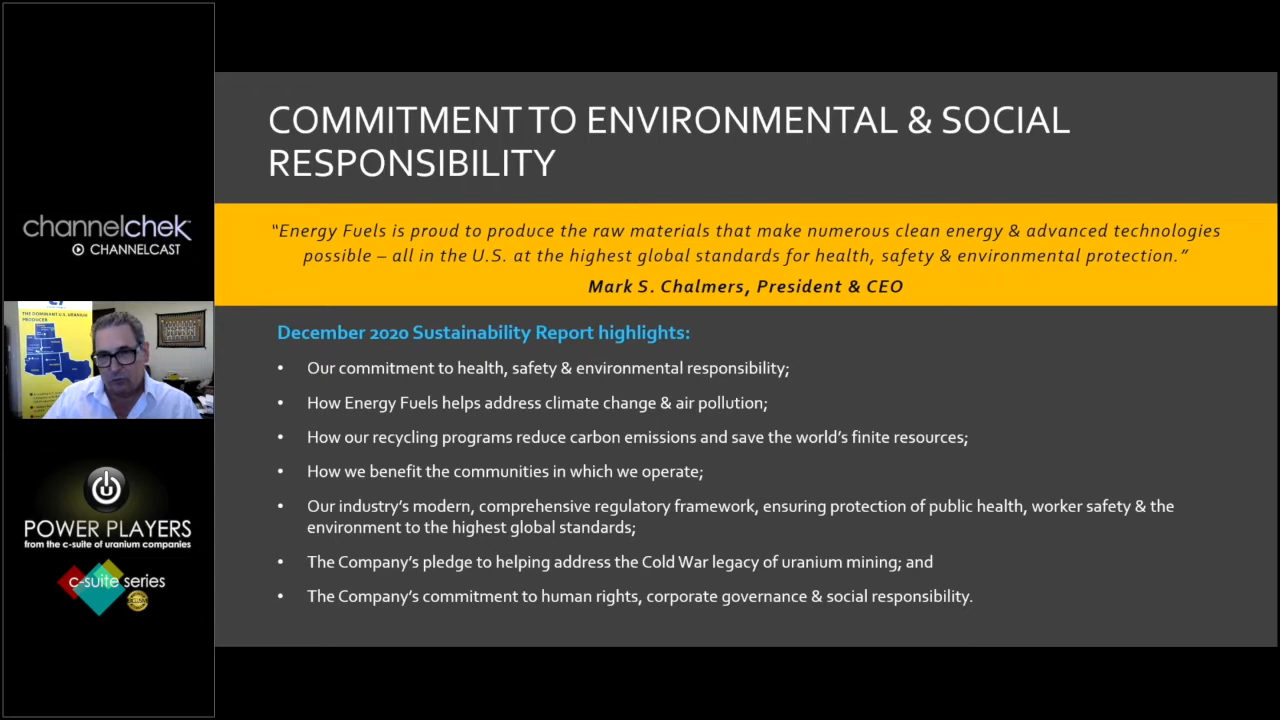 COMMITMENT TO ENVIRONMENTAL & SOCIAL
RESPONSIBILITY
“Energy Fuels is proud to produce the raw materials that make numerous clean energy & advanced technologies
possible – all in the U.S. at the highest global standards for health, safety & environmental protection.”
Mark S. Chalmers, President & CEO
channelchek
CHANNELCAST
THE DOMINANT U.S. URANIUM
PRODUCER
POWER PLAYERS
from the c-suite of uranium companies
c-suite series
December 2020 Sustainability Report highlights:
• Our commitment to health, safety & environmental responsibility;
• How Energy Fuels helps address climate change & air pollution;
• How our recycling programs reduce carbon emissions and save the world’s finite resources;
• How we benefit the communities in which we operate;
• Our industry’s modern, comprehensive regulatory framework, ensuring protection of public health, worker safety & the
environment to the highest global standards;
• The Company’s pledge to helping address the Cold War legacy of uranium mining; and
• The Company’s commitment to human rights, corporate governance & social responsibility.